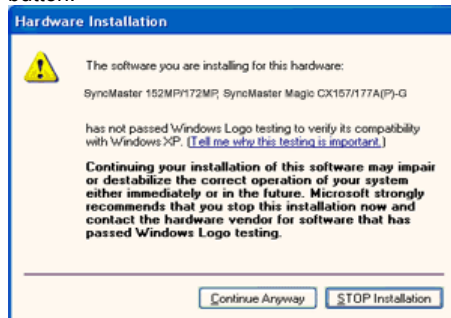 button.
Hardware Installation
The software you are installing for this hardware:
SyncMaster 152MP/172MP, SyncMaster Magic CX157/177A(P)-G
has not passed Windows Logo testing to verify its compatibility
with Windows XP. (Tell me why this testing is important.)
Continuing your installation of this software may impair
or destabilize the correct operation of your system
either immediately or in the future. Microsoft strongly
recommends that you stop this installation now and
contact the hardware vendor for software that has
passed Windows Logo testing.
Continue Anyway
STOP Installation